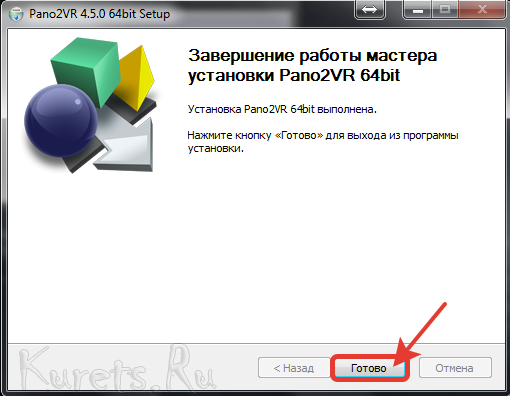 Pano2VR 4.5.0 64bit Setup
Завершение работы мастера
установки Pano2VR 64bit
Установка Pano2VR 64bit выполнена.
Нажмите кнопку «Готово» для выхода из программы
установки.
< Назад
Готово
Отмена
Kurets.Ru